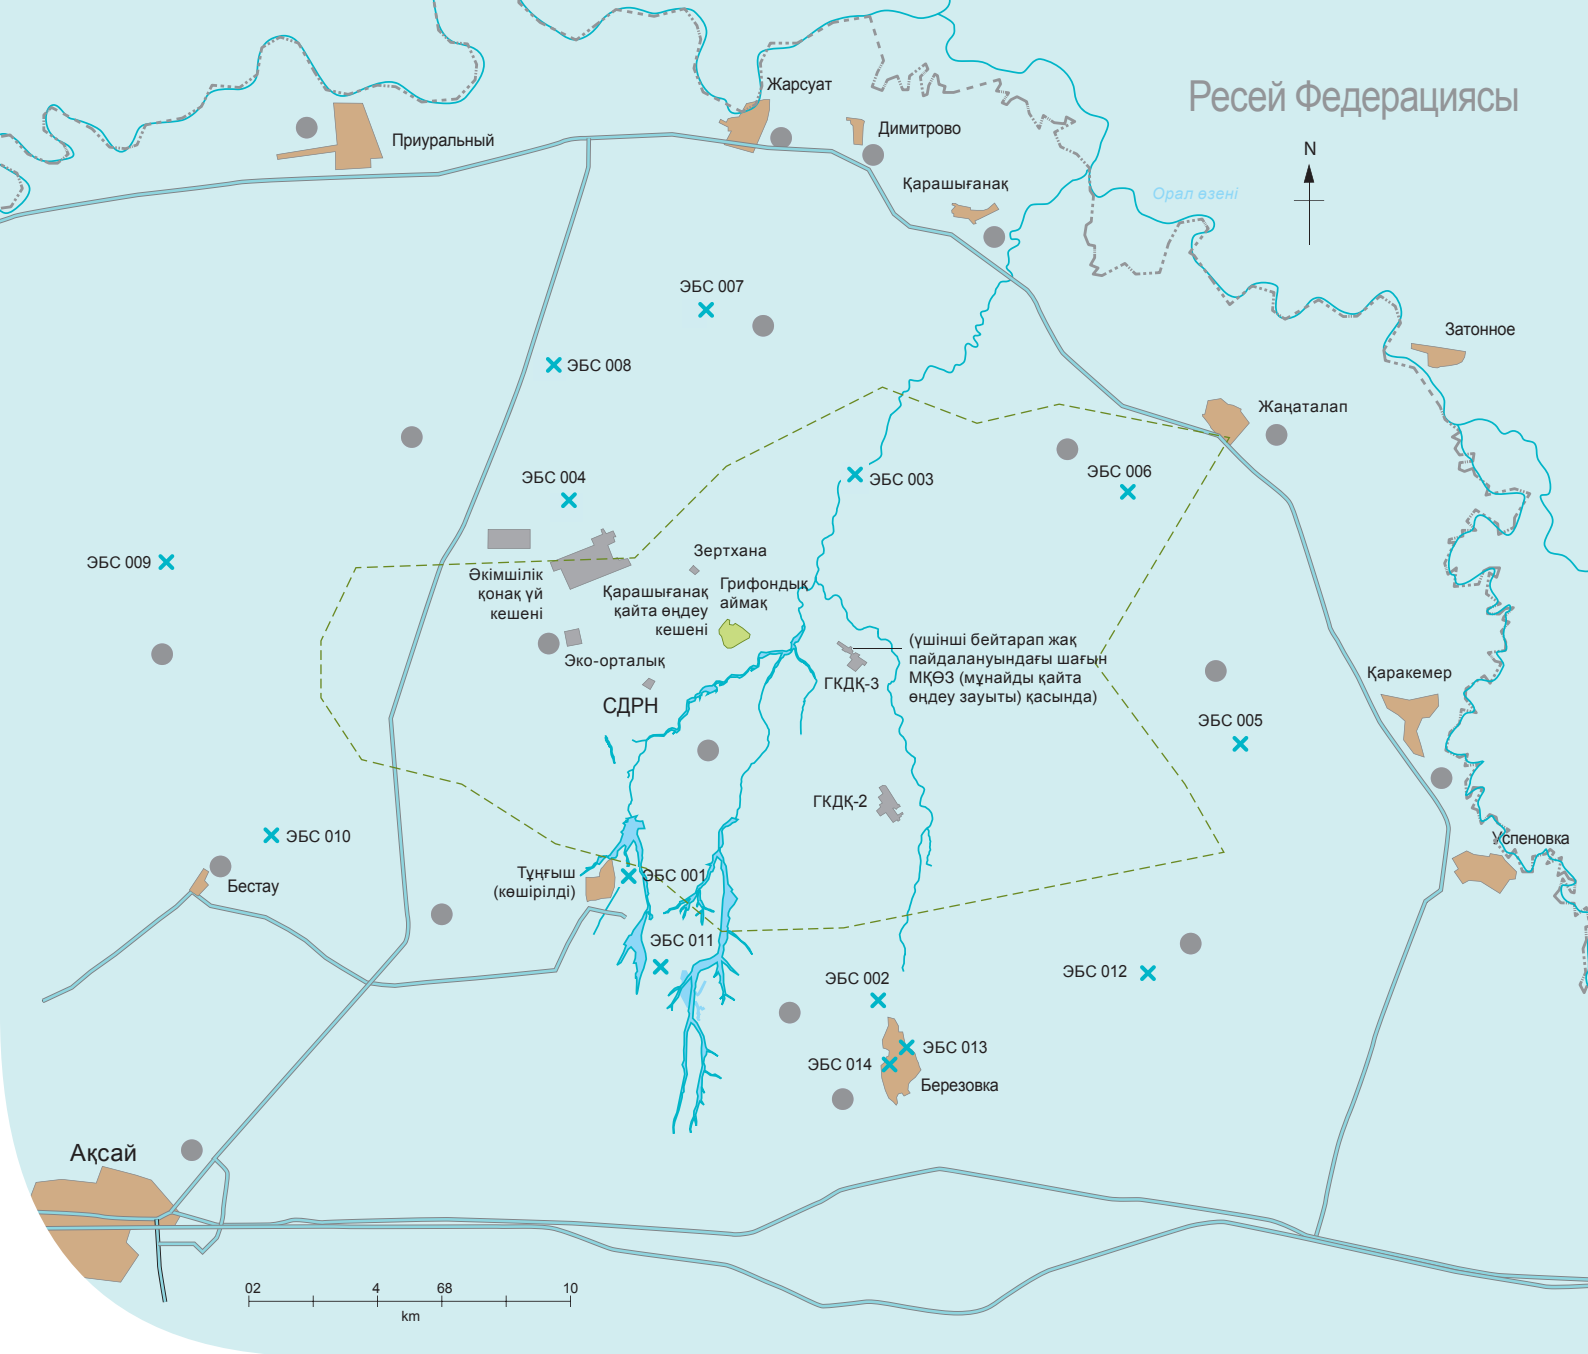 Жарсуат
Ресей Федерациясы
Димитрово
Приуральный
N
Қарашығанақ
Орал өзені
ЭБС 007
Затонное
ЭБС 008
Жаңаталап
ЭБС 004
ЭБС 003
ЭБС 006
Зертхана
ЭБС 009
Әкімшілік
қонақ үй
кешені
Қарашығанақ
қайта өңдеу
кешені
Грифондық
аймақ
(үшінші бейтарап жақ
пайдалануындағы шағын
МҚӨЗ (мұнайды қайта
өңдеу зауыты) қасында)
Эко-орталық
ГКДҚ-3
Қаракемер
СДРН
ЭБС 005
ГКДҚ-2
ЭБС 010
Успеновка
Тұңғыш
(көшірілді)
ЭБС 001
Бестау
ЭБС 011
ЭБС 002
ЭБС 012
ЭБС 013
ЭБС 014
Березовка
Ақсай
02 4 68 10
km